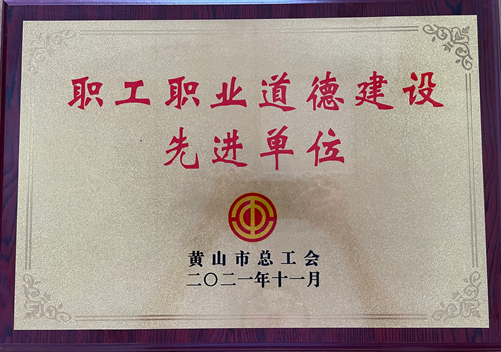 职工职业道德建设
先进单位
黄山市总工会
二〇二一年十一月